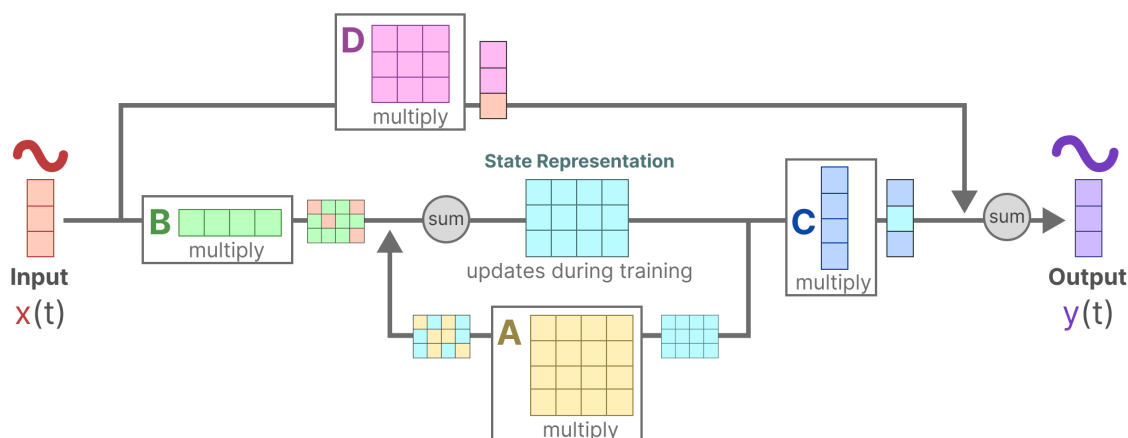 D
multiply
State Representation
B
multiply
sum
updates during training
C
multiply
sum
Input
x(t)
Output
y(t)
A
multiply